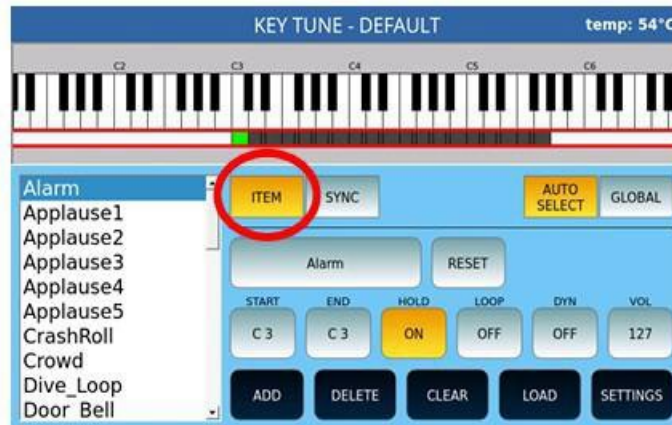 KEY TUNE - DEFAULT temp: 54°C
C2 C3 C4 C5 C6
Alarm
Applause1
Applause2
Applause3
Applause4
Applause5
CrashRoll
Crowd
Dive_Loop
Door Bell
ITEM SYNC AUTO SELECT GLOBAL
Alarm RESET
START END HOLD LOOP DYN VOL
C 3 C 3 ON OFF OFF 127
ADD DELETE CLEAR LOAD SETTINGS